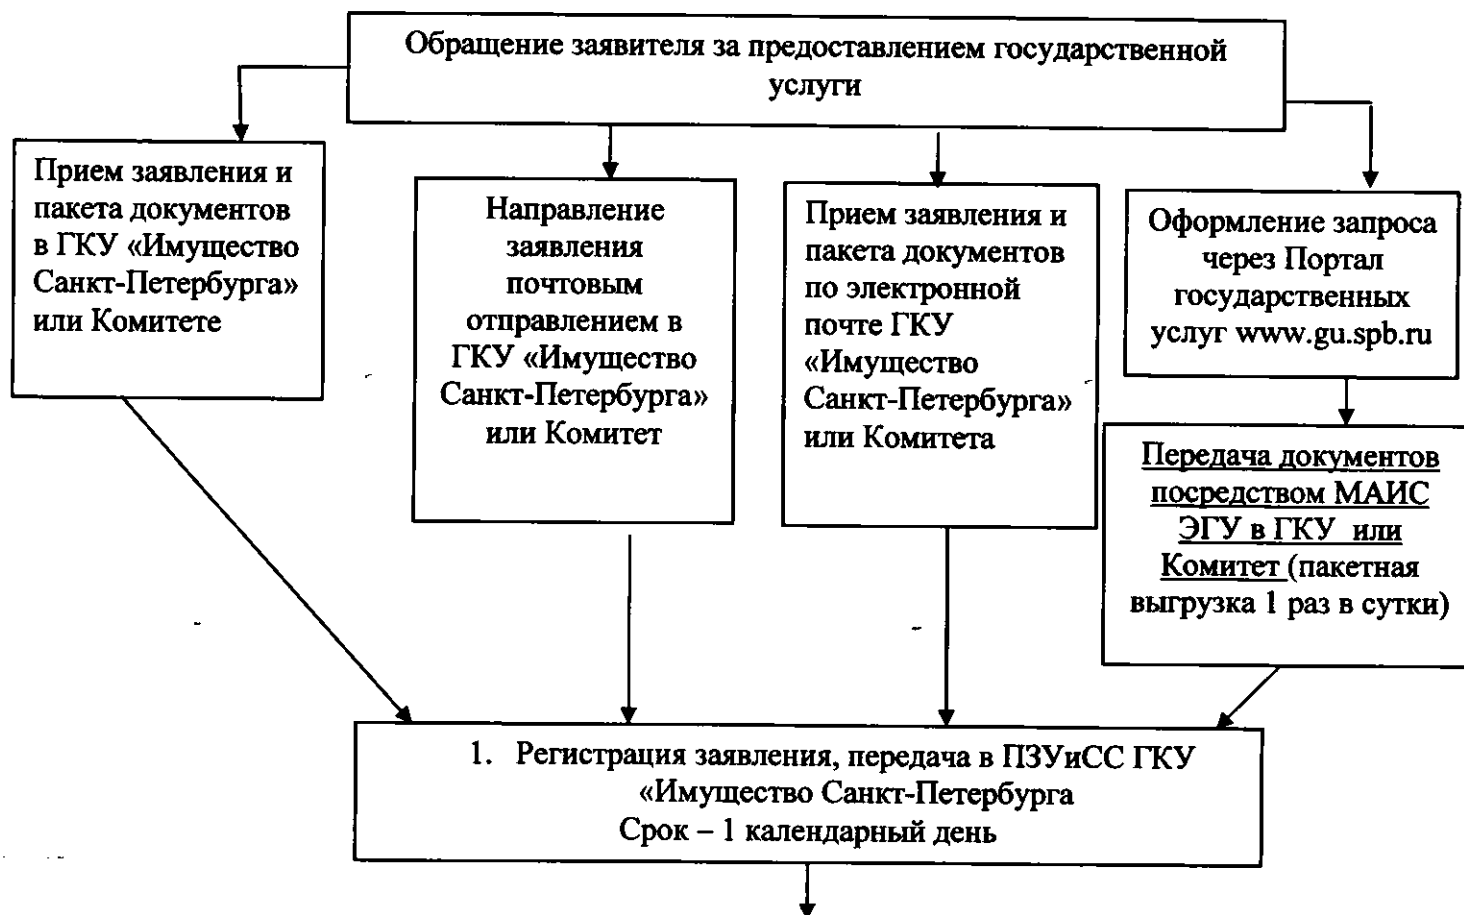 Обращение заявителя за предоставлением государственной
услуги
Прием заявления и
пакета документов
в ГКУ «Имущество
Санкт-Петербурга»
или Комитете
Направление
заявления
почтовым
отправлением в
ГКУ «Имущество
Санкт-Петербурга»
или Комитет
Прием заявления и
пакета документов
по электронной
почте ГКУ
«Имущество
Санкт-Петербурга»
или Комитета
Оформление запроса
через Портал
государственных
услуг www.gu.spb.ru
Передача документов
посредством МАИС
ЭГУ в ГКУ или
Комитет (пакетная
выгрузка 1 раз в сутки)
1. Регистрация заявления, передача в ПЗУиСС ГКУ
«Имущество Санкт-Петербурга
Срок – 1 календарный день